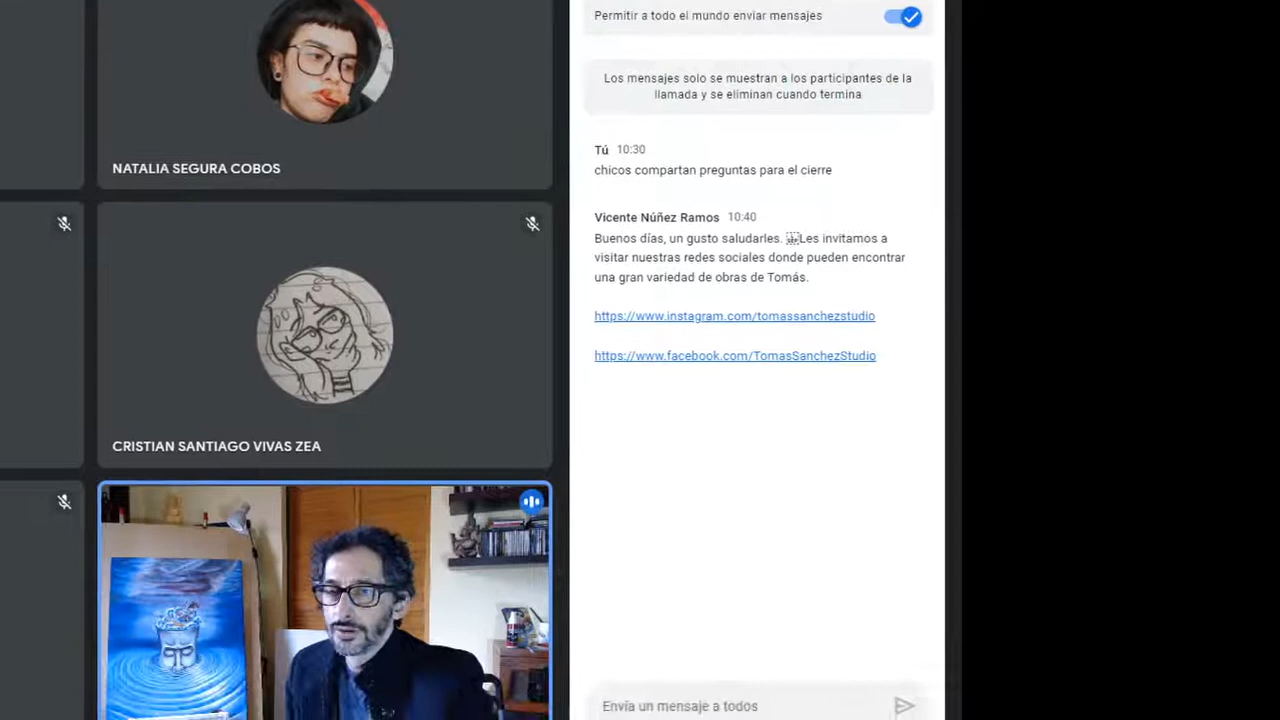 NATALIA SEGURA COBOS
CRISTIAN SANTIAGO VIVAS ZEA
Permitir a todo el mundo enviar mensajes
Los mensajes solo se muestran a los participantes de la
llamada y se eliminan cuando termina
Tú 10:30
chicos compartan preguntas para el cierre
Vicente Núñez Ramos 10:40
Buenos días, un gusto saludarles. Les invitamos a
visitar nuestras redes sociales donde pueden encontrar
una gran variedad de obras de Tomás.
https://www.instagram.com/tomassanchezstudio
https://www.facebook.com/TomasSanchezStudio
Envía un mensaje a todos